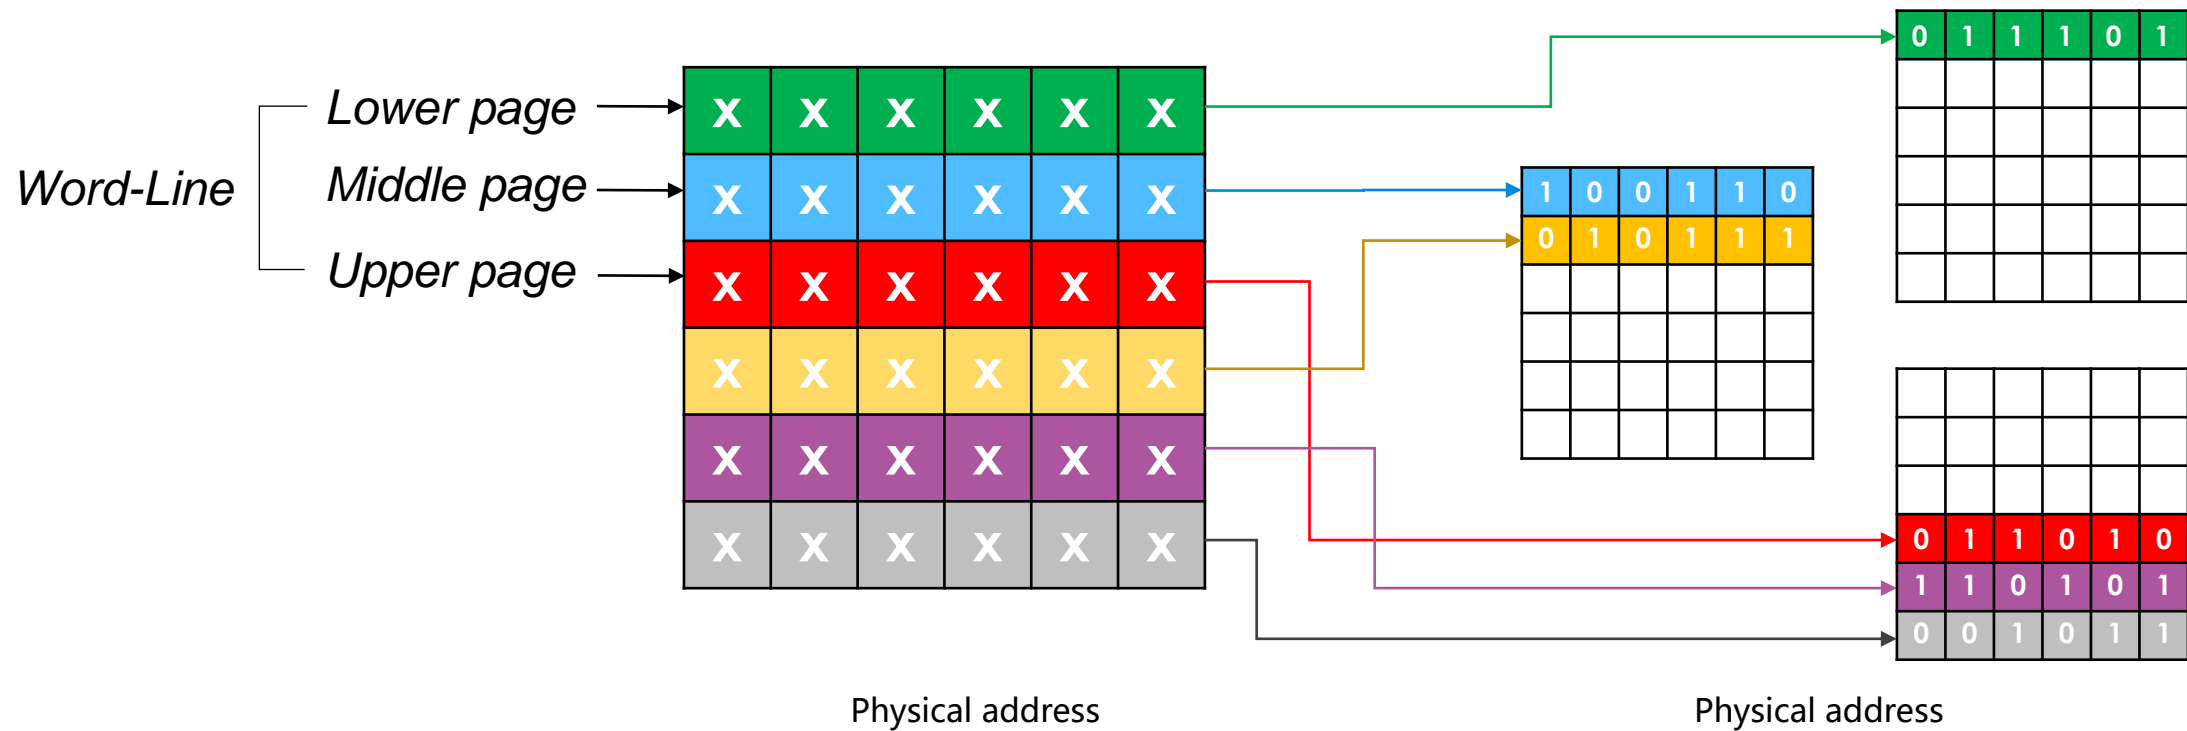 Word-Line
Lower page
Middle page
Upper page
X X X X X X
X X X X X X
X X X X X X
X X X X X X
X X X X X X
X X X X X X
Physical address
1 0 0 1 1 0
0 1 0 1 1 1
0 1 1 1 0 1
0 1 1 0 1 0
1 1 0 1 0 1
0 0 1 0 1 1
Physical address